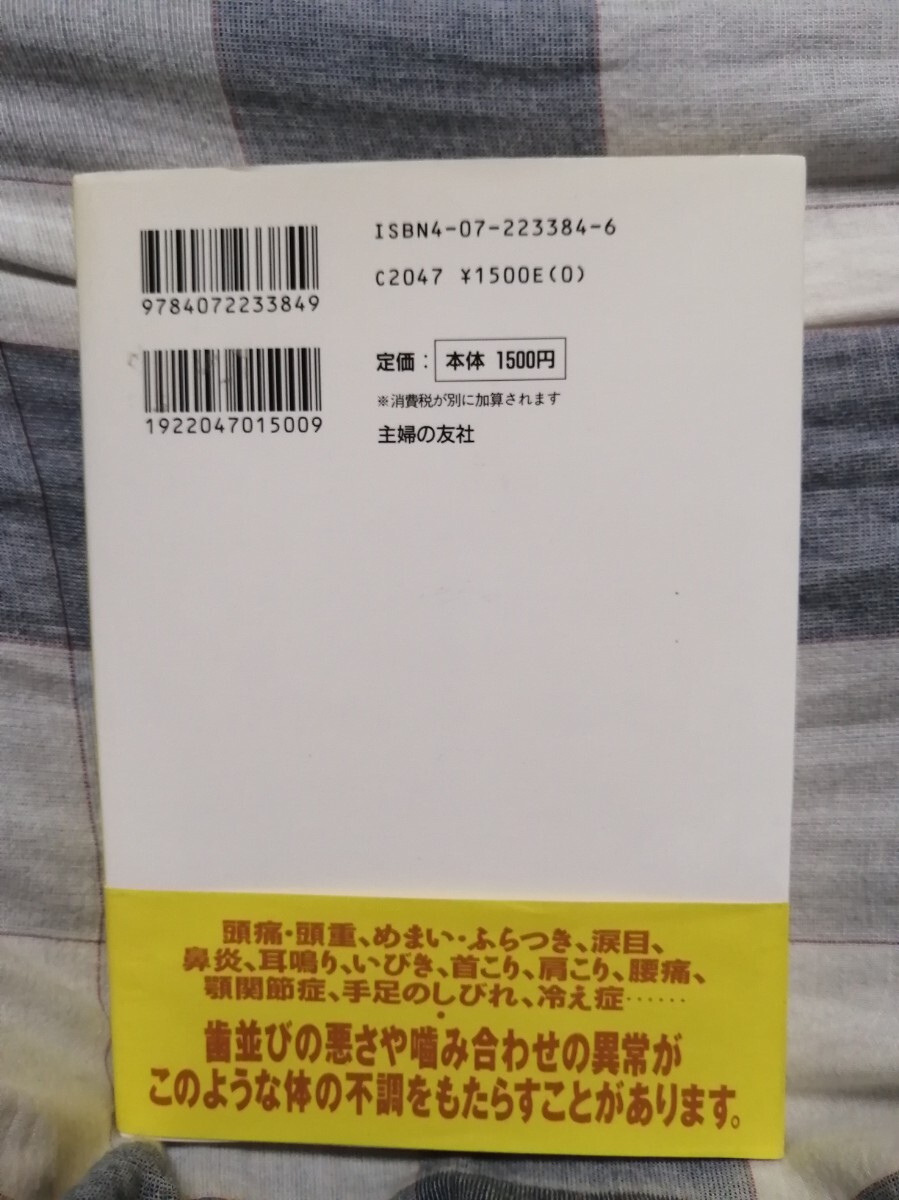 ISBN4-07-223384-6
C2047 ¥1500E(0)
9784072233849
定価：本体 1500円
※消費税が別に加算されます
1922047015009
主婦の友社
頭痛・頭重、めまい・ふらつき、涙目、
鼻炎、耳鳴り、いびき、首こり、肩こり、腰痛、
顎関節症、手足のしびれ、冷え症……
歯並びの悪さや噛み合わせの異常が
このような体の不調をもたらすことがあります。